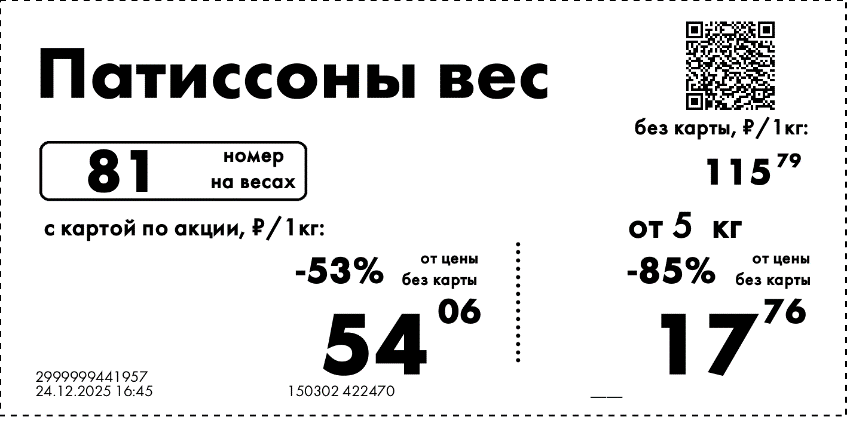 Патиссоны вес
без карты, ₽/1кг:
115 79
81 номер на весах
с картой по акции, ₽/1кг:
-53% от цены без карты
54 06
от 5 кг
-85% от цены без карты
17 76
2999999441957
24.12.2025 16:45
150302 422470